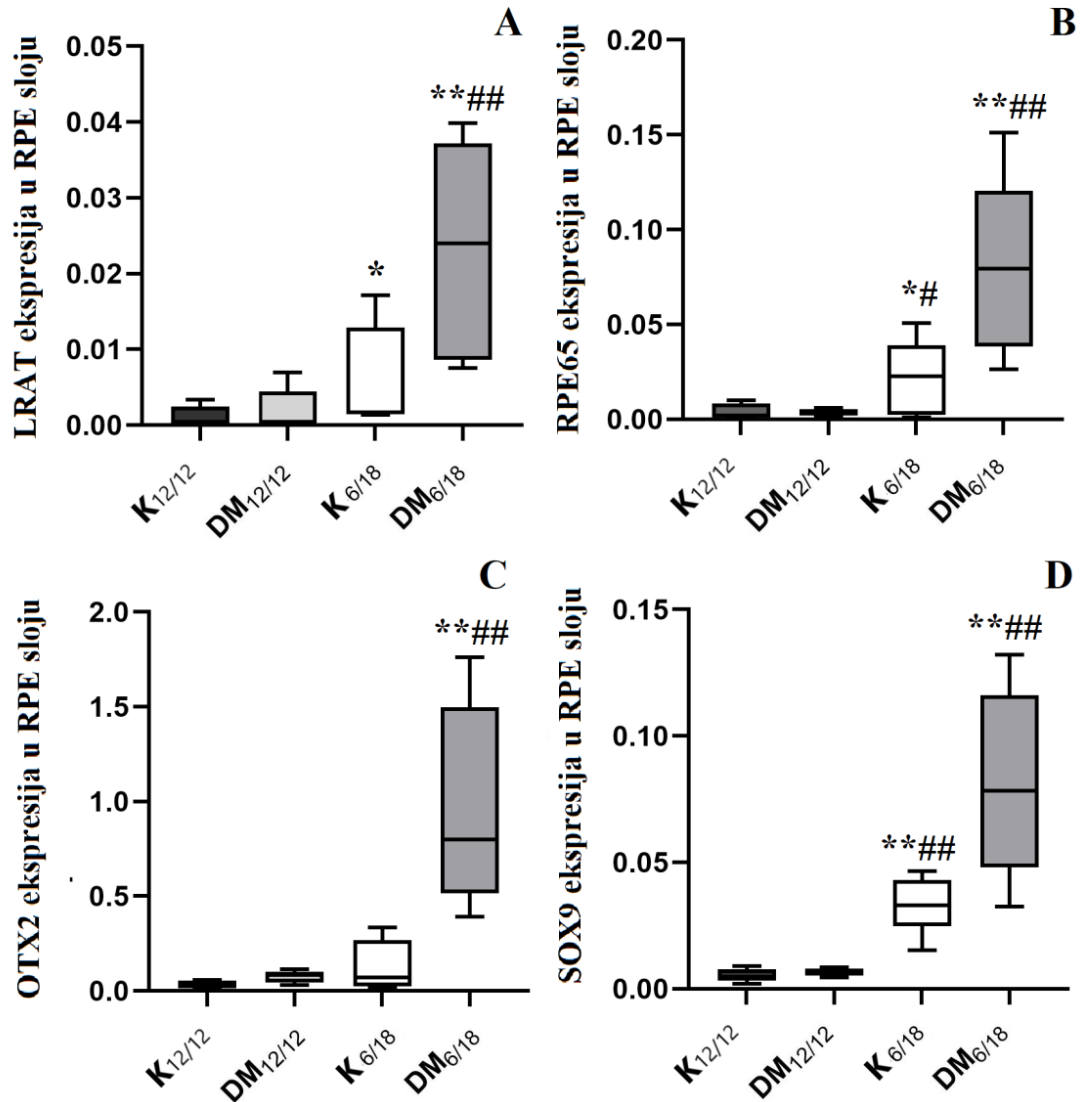 A
LRAT ekspresija u RPE sloju
0.05
0.04
0.03
0.02
0.01
0.00
**##
*
K12/12
DM12/12
K 6/18
DM6/18
B
RPE65 ekspresija u RPE sloju
0.20
0.15
0.10
0.05
0.00
**##
*#
K12/12
DM12/12
K 6/18
DM6/18
C
OTX2 ekspresija u RPE sloju
2.0
1.5
1.0
0.5
0.0
**##
K12/12
DM12/12
K 6/18
DM6/18
D
SOX9 ekspresija u RPE sloju
0.15
0.10
0.05
0.00
**##
**##
K12/12
DM12/12
K 6/18
DM6/18